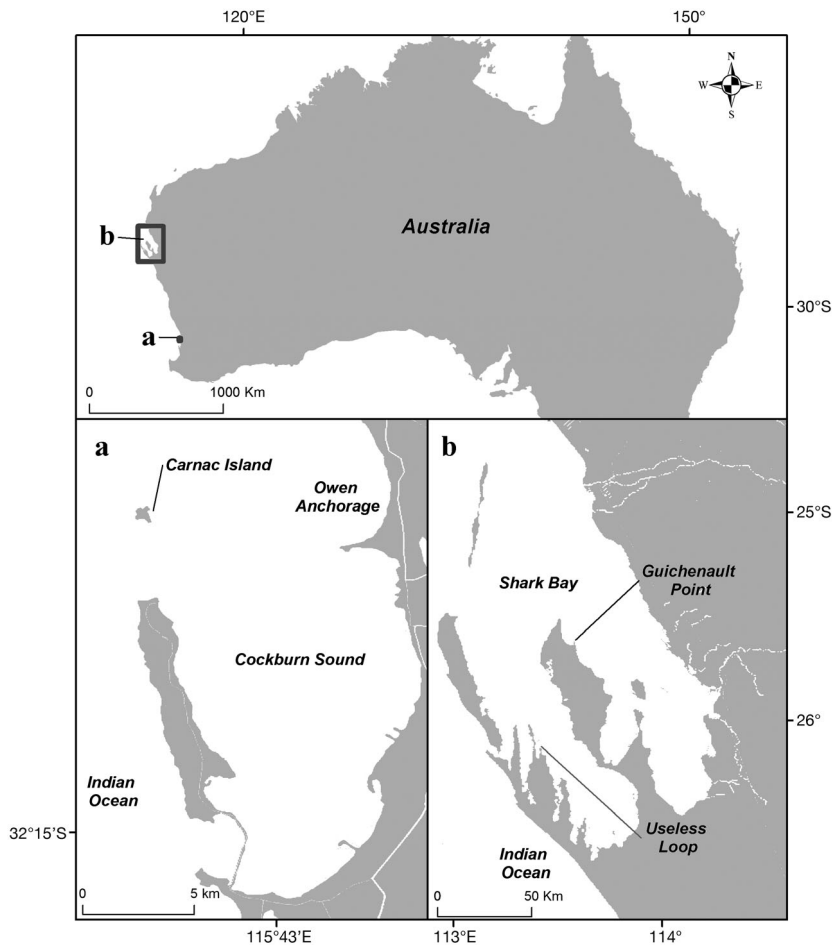 120°E
150°
N
W
E
S
b
Australia
30°S
a
0
1000 Km
a
Carnac Island
Owen
Anchorage
Cockburn Sound
Indian
Ocean
32°15'S
0
5 km
115°43
b
25°S
Shark Bay
Guichenault
Point
26°
Useless
Loop
Indian
Ocean
0
50 Km
113°E
114°